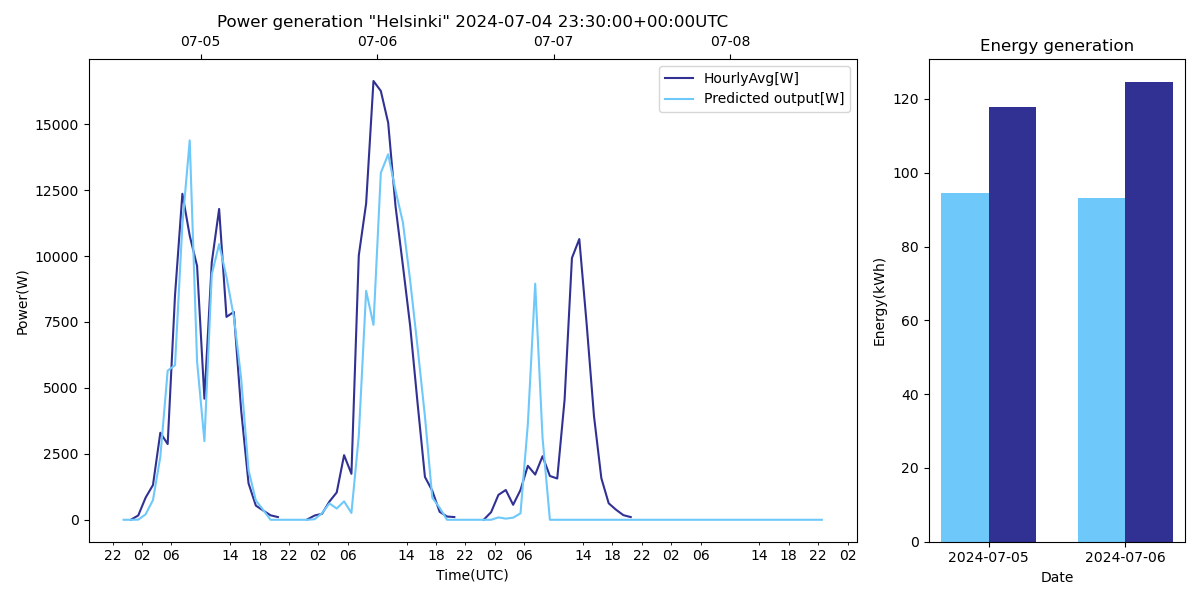 Power generation "Helsinki" 2024-07-04 23:30:00+00:00UTC
07-05 07-06 07-07 07-08
HourlyAvg[W]
Predicted output[W]
15000
12500
10000
7500
5000
2500
0
Power(W)
22 02 06 14 18 22 02 06 14 18 22 02 06 14 18 22 02 06 14 18 22 02
Time(UTC)
Energy generation
120
100
80
60
40
20
0
Energy(kWh)
2024-07-05 2024-07-06
Date